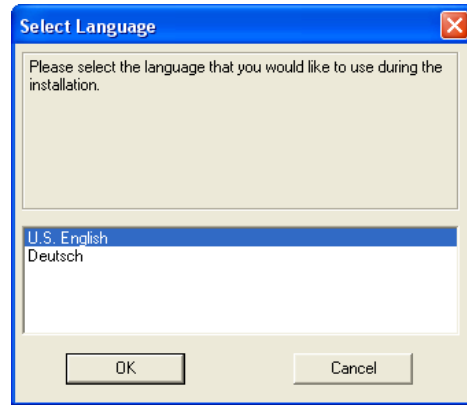 Select Language
Please select the language that you would like to use during the
installation.
U.S. English
Deutsch
OK
Cancel